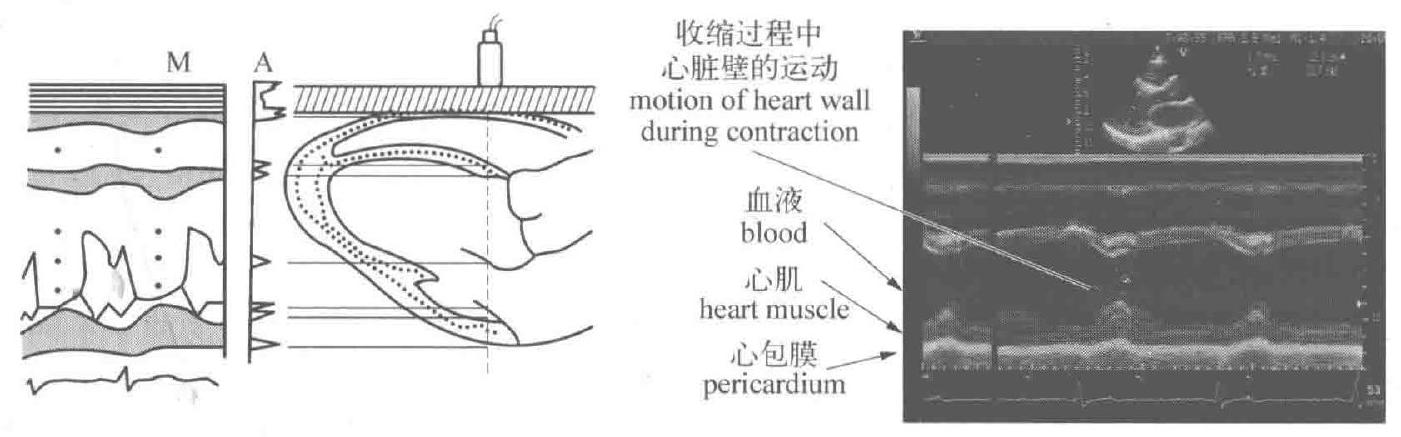 M
A
收缩过程中
心脏壁的运动
motion of heart wall
during contraction
血液
blood
心肌
heart muscle
心包膜
pericardium
53